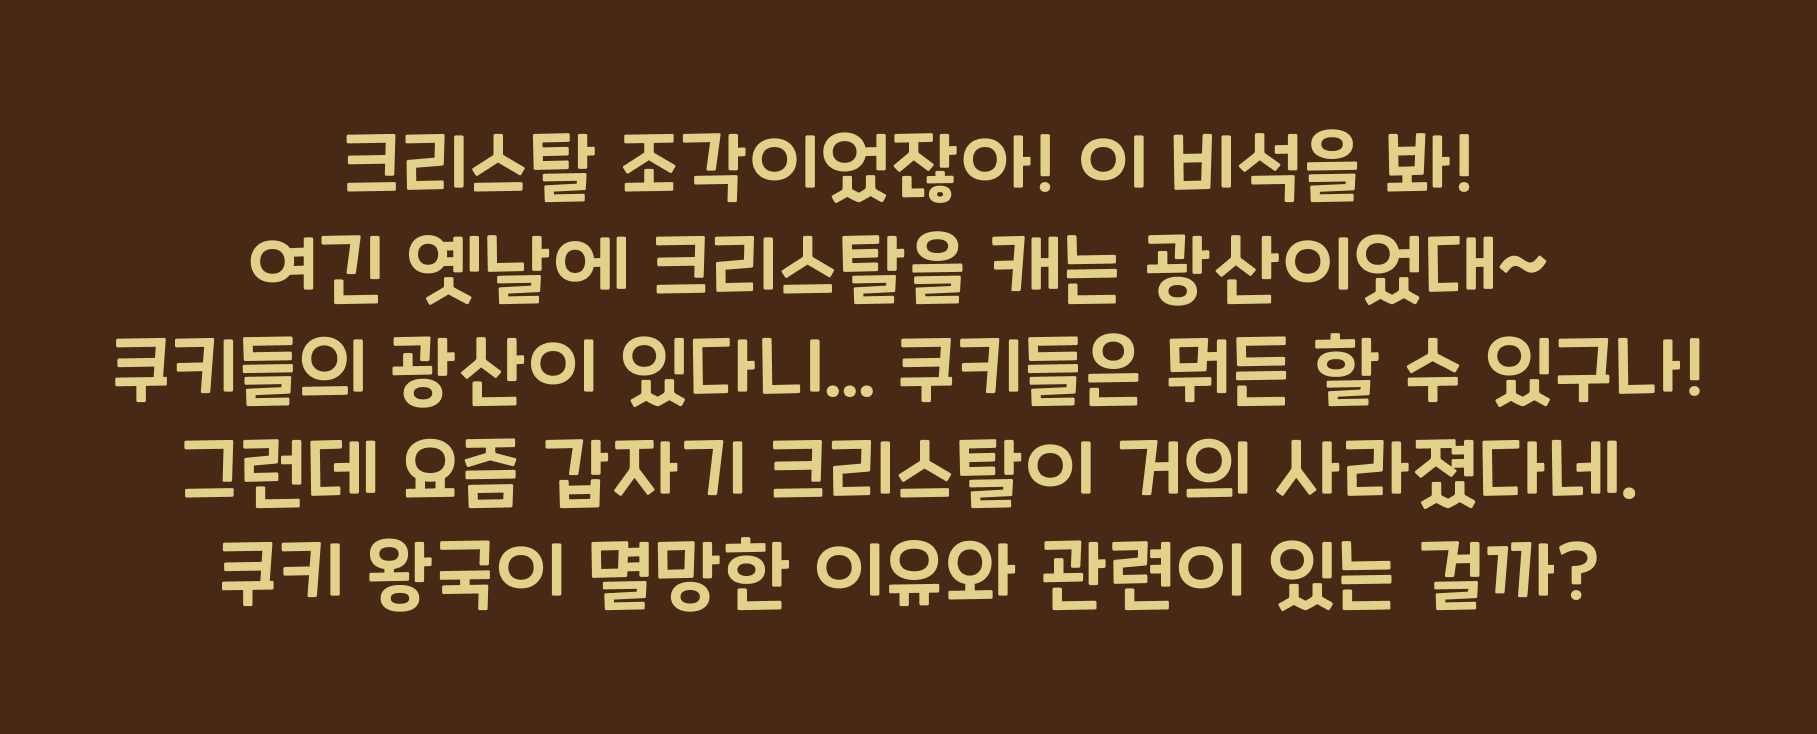 크리스탈 조각이었잖아! 이 비석을 봐!
여긴 옛날에 크리스탈을 캐는 광산이었대~
쿠키들의 광산이 있다니... 쿠키들은 뭐든 할 수 있구나!
그런데 요즘 갑자기 크리스탈이 거의 사라졌다네.
쿠키 왕국이 멸망한 이유와 관련이 있는 걸까?